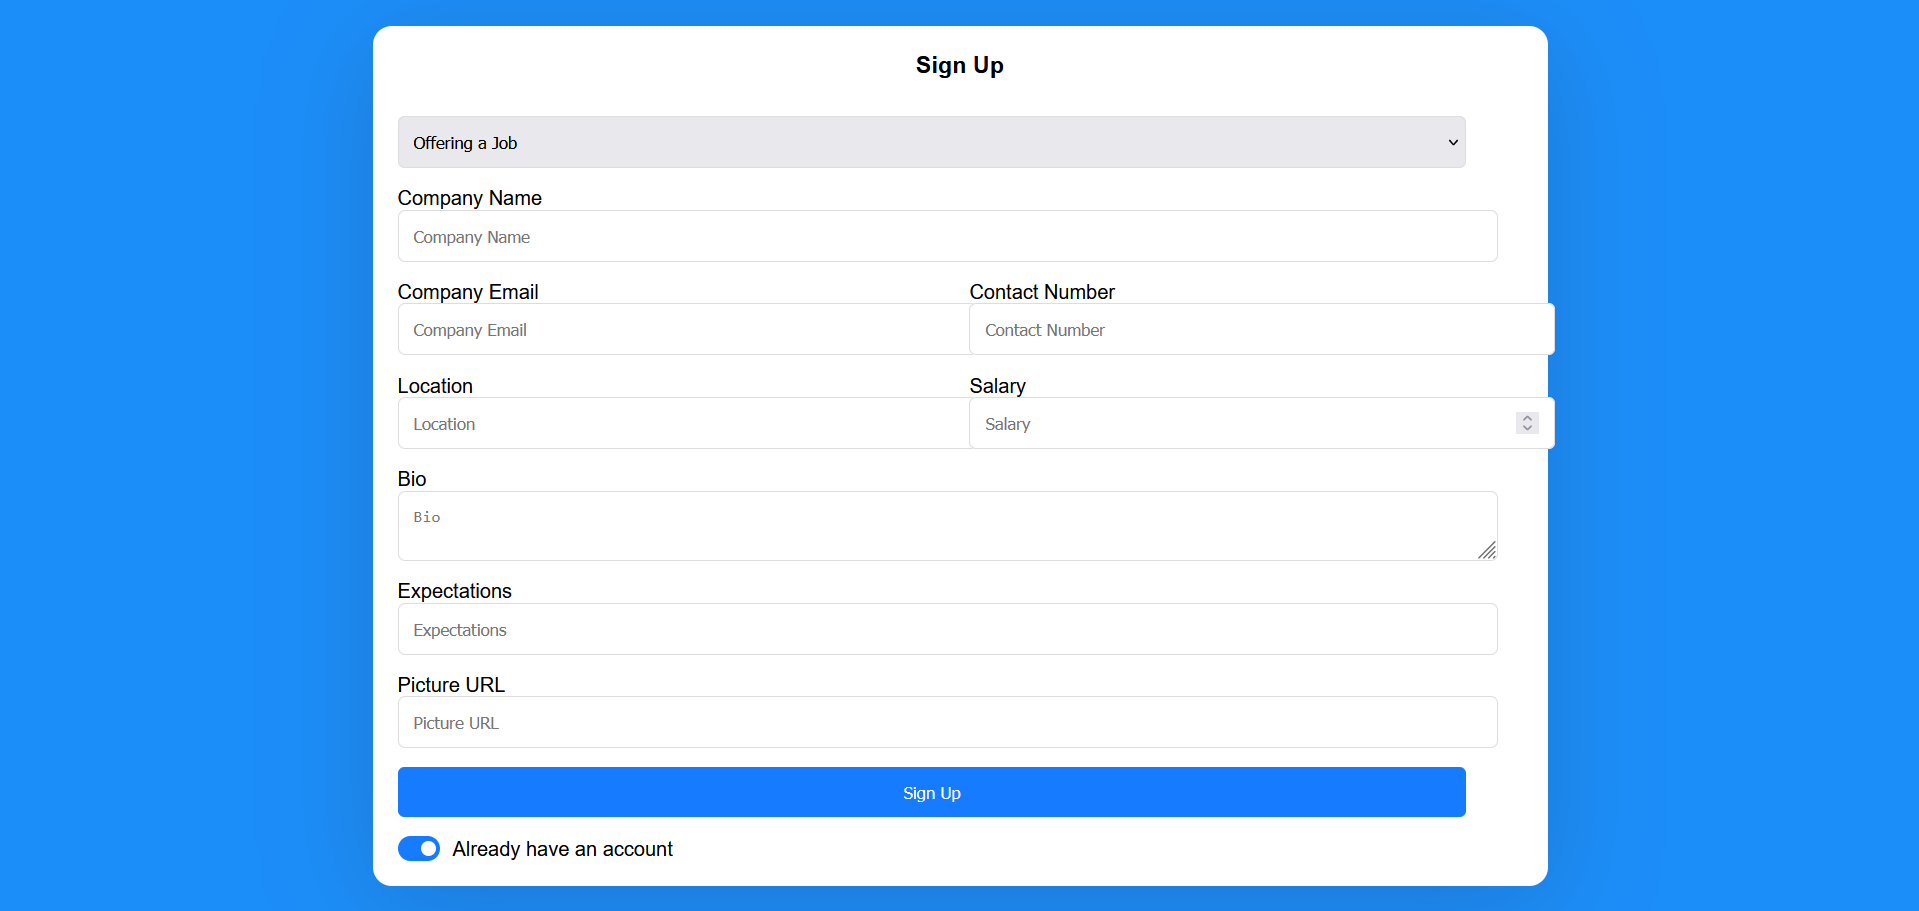 Sign Up
Offering a Job
Company Name
Company Name
Company Email Contact Number
Company Email Contact Number
Location Salary
Location Salary
Bio
Bio
Expectations
Expectations
Picture URL
Picture URL
Sign Up
Already have an account